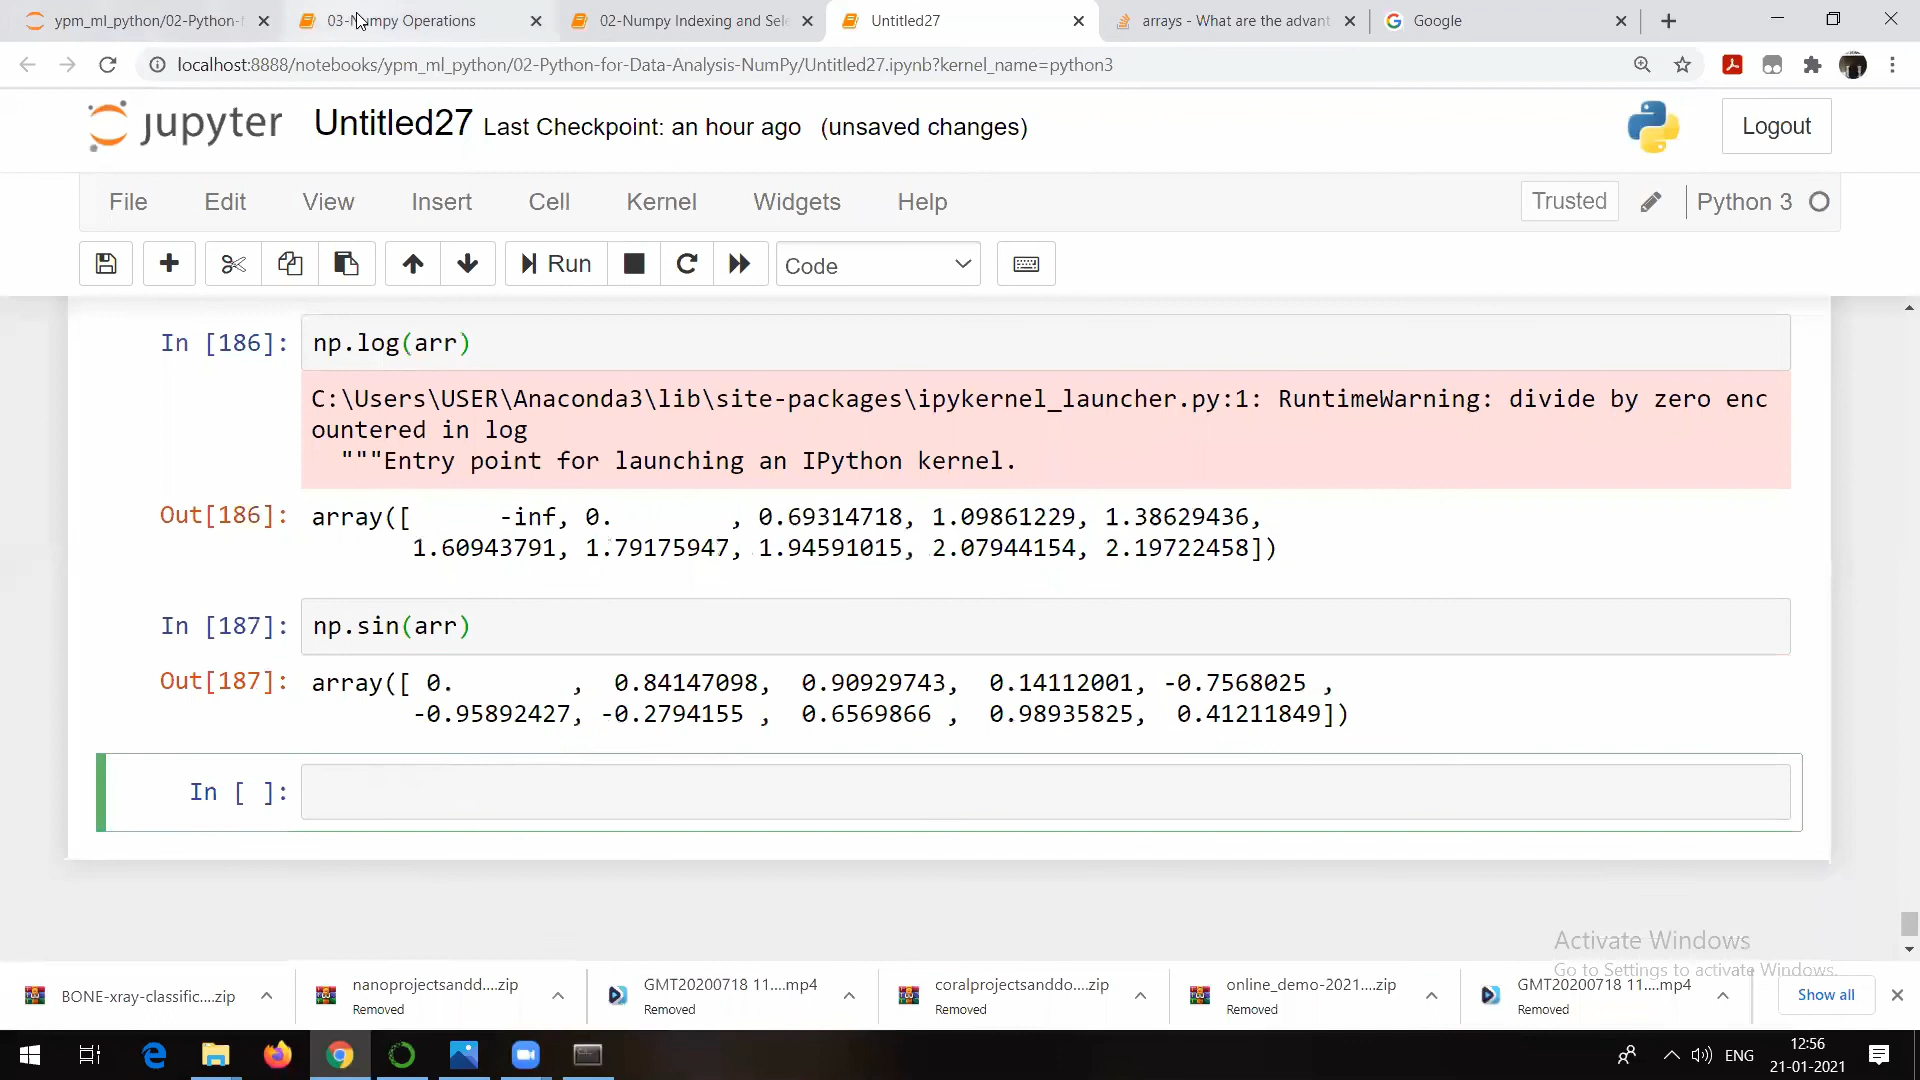 ypm_ml_python/02-Python-f
03-Numpy Operations
02-Numpy Indexing and Sele
Untitled27
arrays - What are the advant
Google
localhost:8888/notebooks/ypm_ml_python/02-Python-for-Data-Analysis-NumPy/Untitled27.ipynb?kernel_name=python3
jupyter Untitled27 Last Checkpoint: an hour ago (unsaved changes)
Logout
File Edit View Insert Cell Kernel Widgets Help
Trusted
Python 3
Run
Code
In [186]: np.log(arr)
C:\Users\USER\Anaconda3\lib\site-packages\ipykernel_launcher.py:1: RuntimeWarning: divide by zero enc
ountered in log
"""Entry point for launching an IPython kernel.
Out[186]: array([ -inf, 0. , 0.69314718, 1.09861229, 1.38629436,
1.60943791, 1.79175947, 1.94591015, 2.07944154, 2.19722458])
In [187]: np.sin(arr)
Out[187]: array([ 0. , 0.84147098, 0.90929743, 0.14112001, -0.7568025 ,
-0.95892427, -0.2794155 , 0.6569866 , 0.98935825, 0.41211849])
In [ ]:
Activate Windows
Go to Settings to activate Windows.
BONE-xray-classific....zip
nanoprojectsandd....zip
Removed
GMT20200718 11....mp4
Removed
coralprojectsanddo....zip
Removed
online_demo-2021....zip
Removed
GMT20200718 11....mp4
Removed
Show all
ENG
12:56
21-01-2021